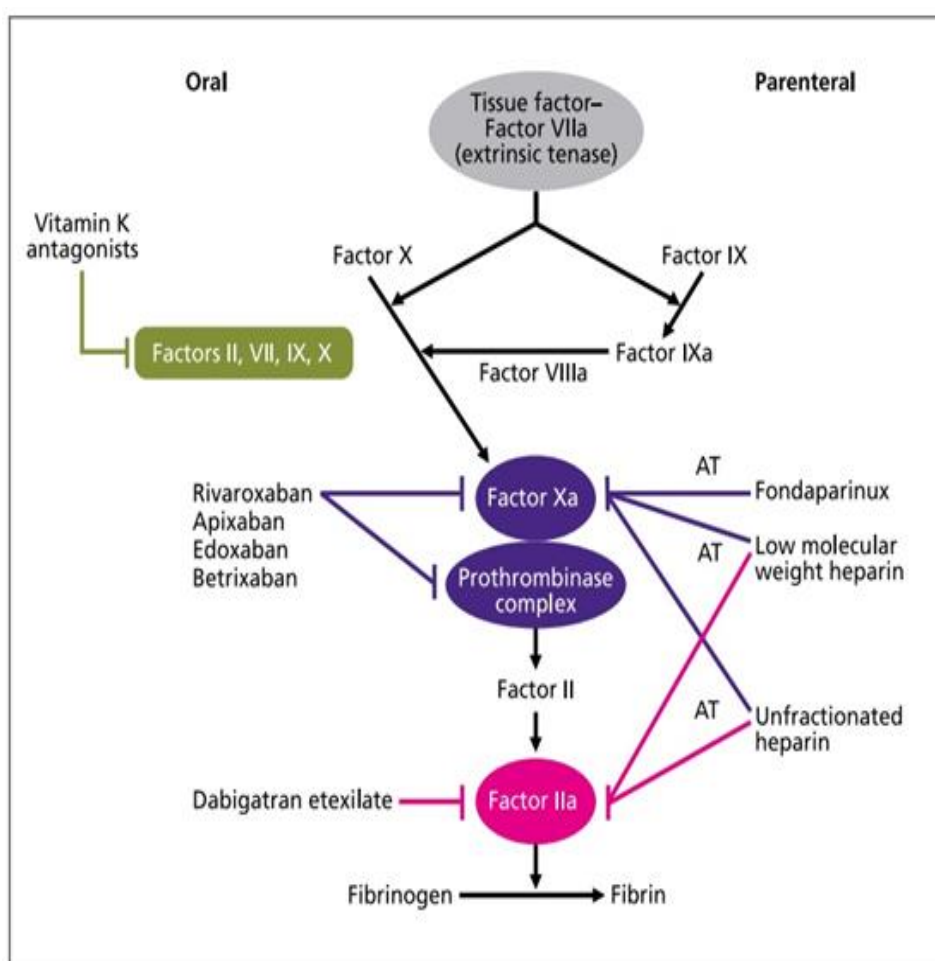 Oral
Parenteral
Tissue factor–
Factor VIIa
(extrinsic tenase)
Vitamin K
antagonists
Factor X
Factor IX
Factors II, VII, IX, X
Factor IXa
Factor VIIIa
Rivaroxaban
Apixaban
Edoxaban
Betrixaban
Factor Xa
AT
Fondaparinux
AT
Low molecular
weight heparin
Prothrombinase
complex
Factor II
AT
Unfractionated
heparin
Dabigatran etexilate
Factor IIa
Fibrinogen
Fibrin